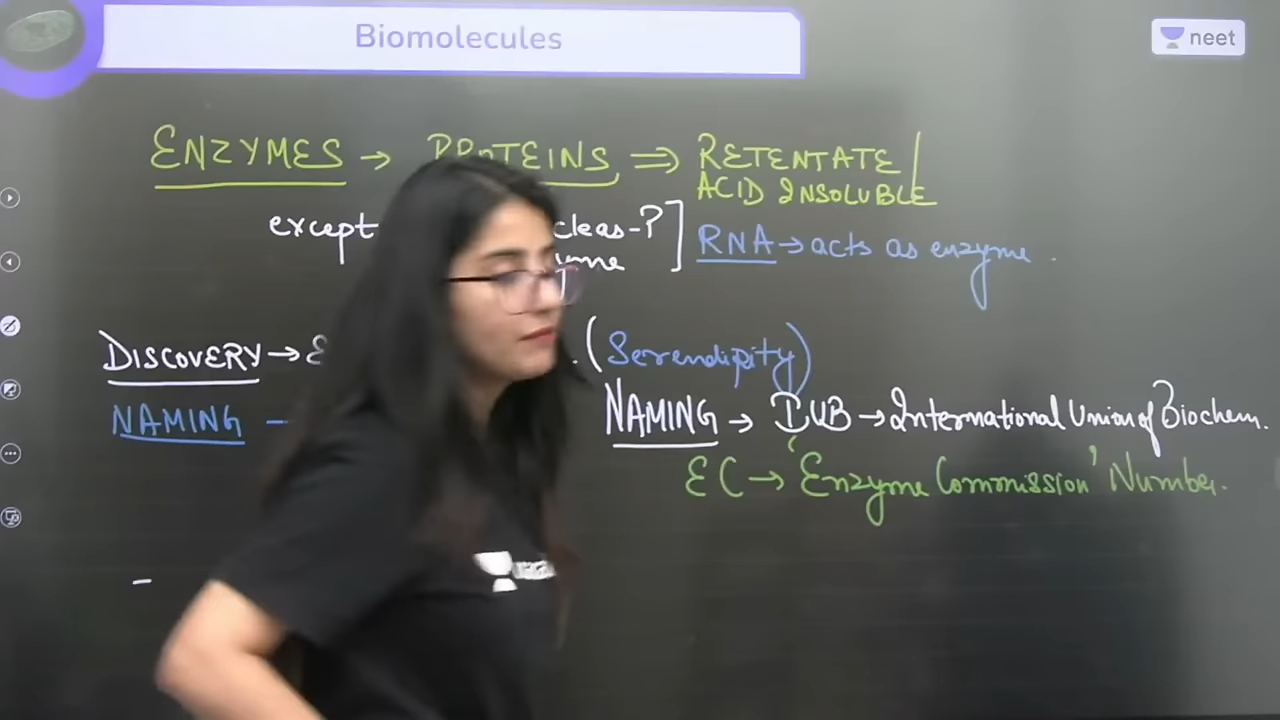 Biomolecules
neet
ENZYMES → PROTEINS ⇒ RETENTATE /
ACID INSOLUBLE
except cleas-P ] RNA → acts as enzyme.
DISCOVERY → (Serendipity)
NAMING -
NAMING → IUB → International Union of Biochem.
EC → 'Enzyme Commission' Number.
-